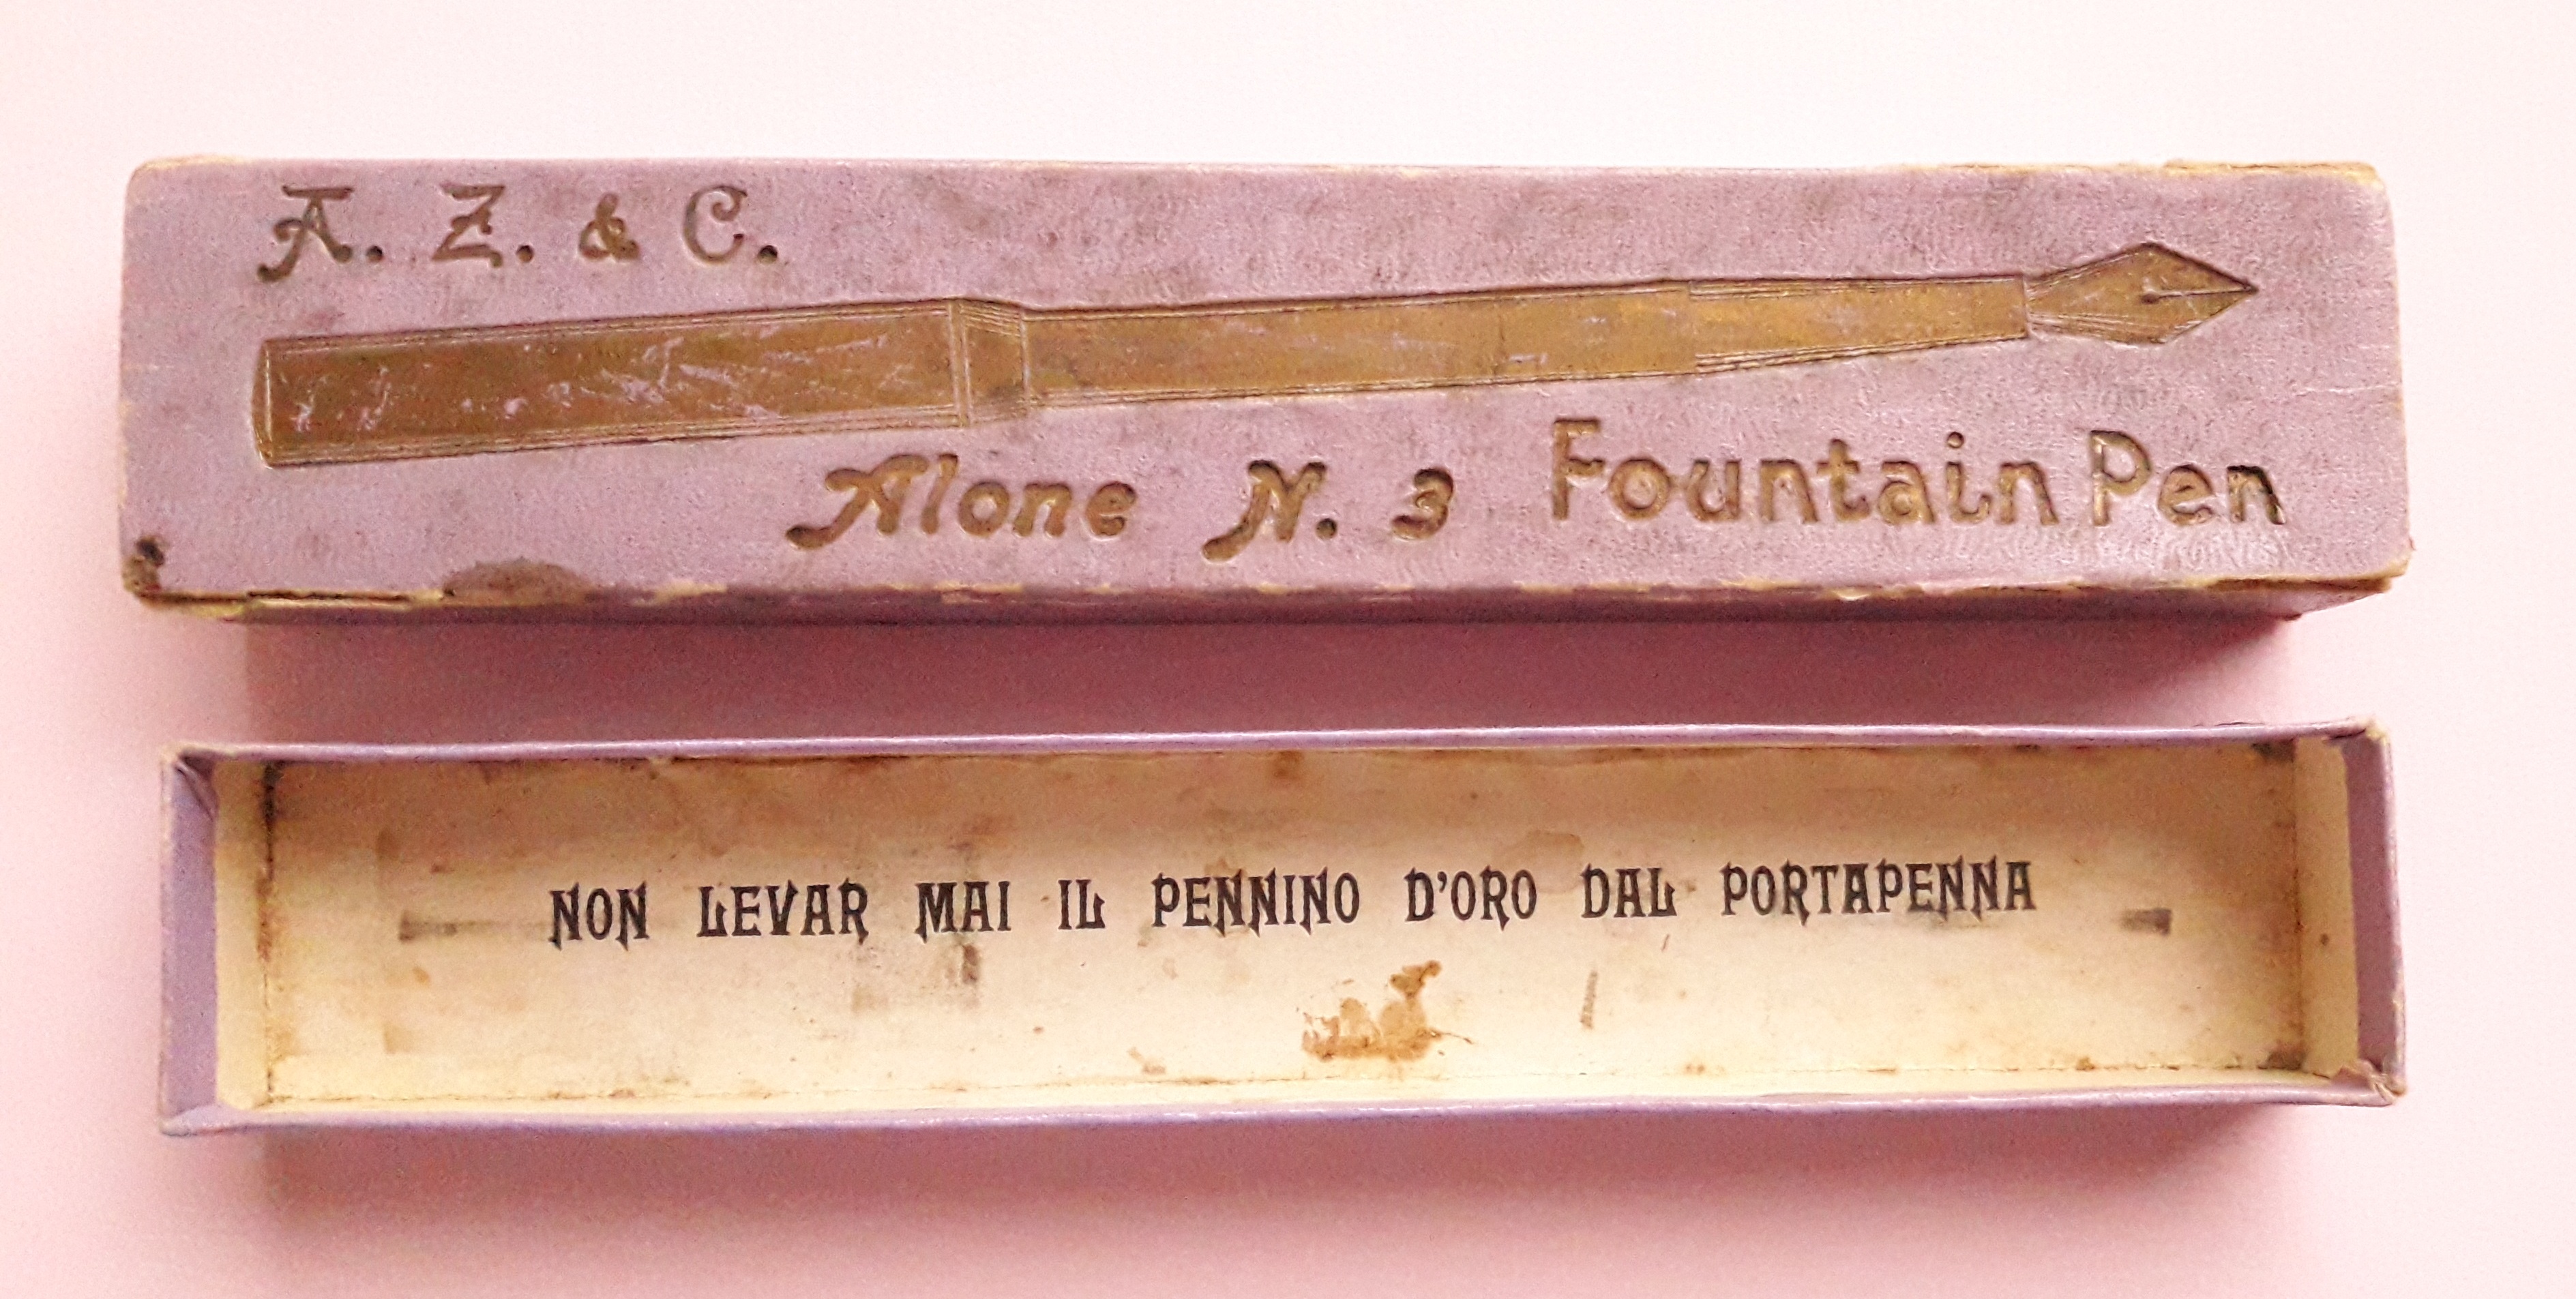 A. Z. & C.
Alone N. 3 Fountain Pen
NON LEVAR MAI IL PENNINO D'ORO DAL PORTAPENNA